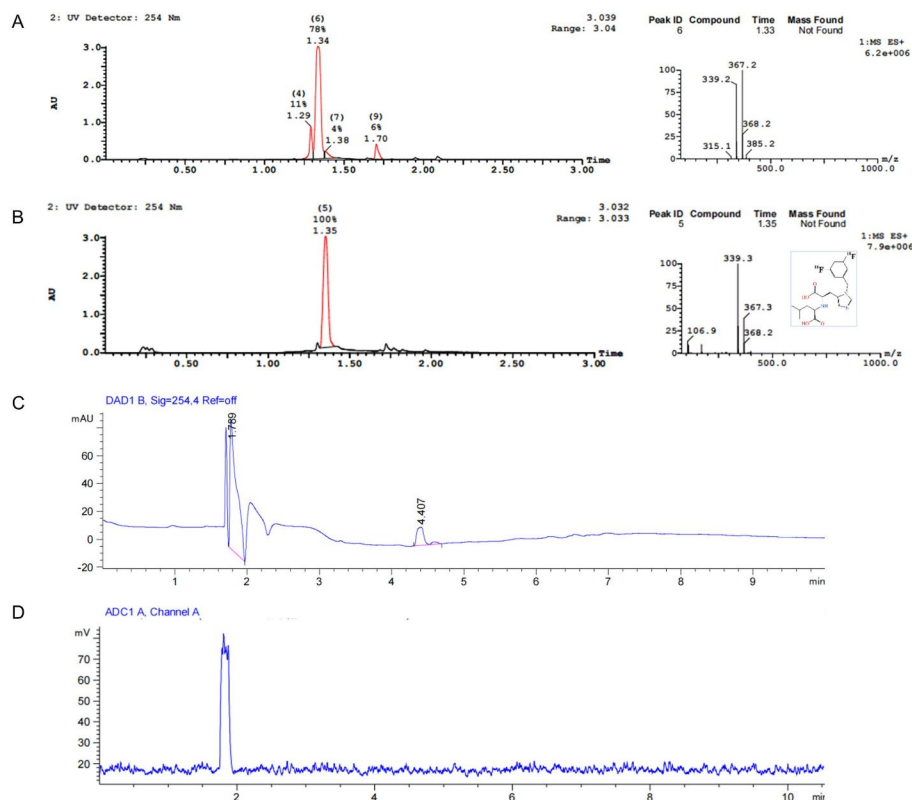 A
2: UV Detector: 254 Nm
3.039
Range: 3.04
(6)
78%
1.34
(4)
11%
1.29
(7)
4%
1.38
(9)
6%
1.70
AU
3.0
2.0
1.0
0.0
0.50 1.00 1.50 2.00 2.50 3.00
Time
Peak ID Compound Time Mass Found
6 1.33 Not Found
1:MS ES+
6.2e+006
367.2
339.2
368.2
315.1
385.2
100
75
50
25
0
500.0 1000.0
m/z
B
2: UV Detector: 254 Nm
3.032
Range: 3.033
(5)
100%
1.35
AU
3.0
2.0
1.0
0.0
0.50 1.00 1.50 2.00 2.50 3.00
Time
Peak ID Compound Time Mass Found
5 1.35 Not Found
1:MS ES+
7.9e+006
339.3
367.3
368.2
106.9
100
75
50
25
0
500.0 1000.0
m/z
C
DAD1 B, Sig=254,4 Ref=off
mAU
1.789
4.407
60
40
20
0
-20
1 2 3 4 5 6 7 8 9 min
D
ADC1 A, Channel A
mV
70
60
50
40
30
20
2 4 6 8 10 min